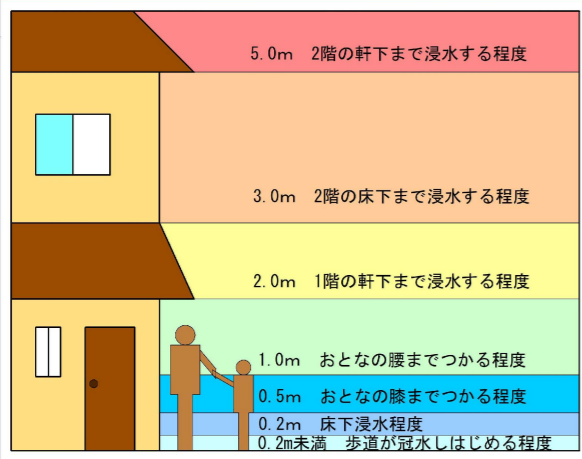 5.0m 2階の軒下まで浸水する程度
3.0m 2階の床下まで浸水する程度
2.0m 1階の軒下まで浸水する程度
1.0m おとなの腰までつかる程度
0.5m おとなの膝までつかる程度
0.2m 床下浸水程度
0.2m未満 歩道が冠水しはじめる程度